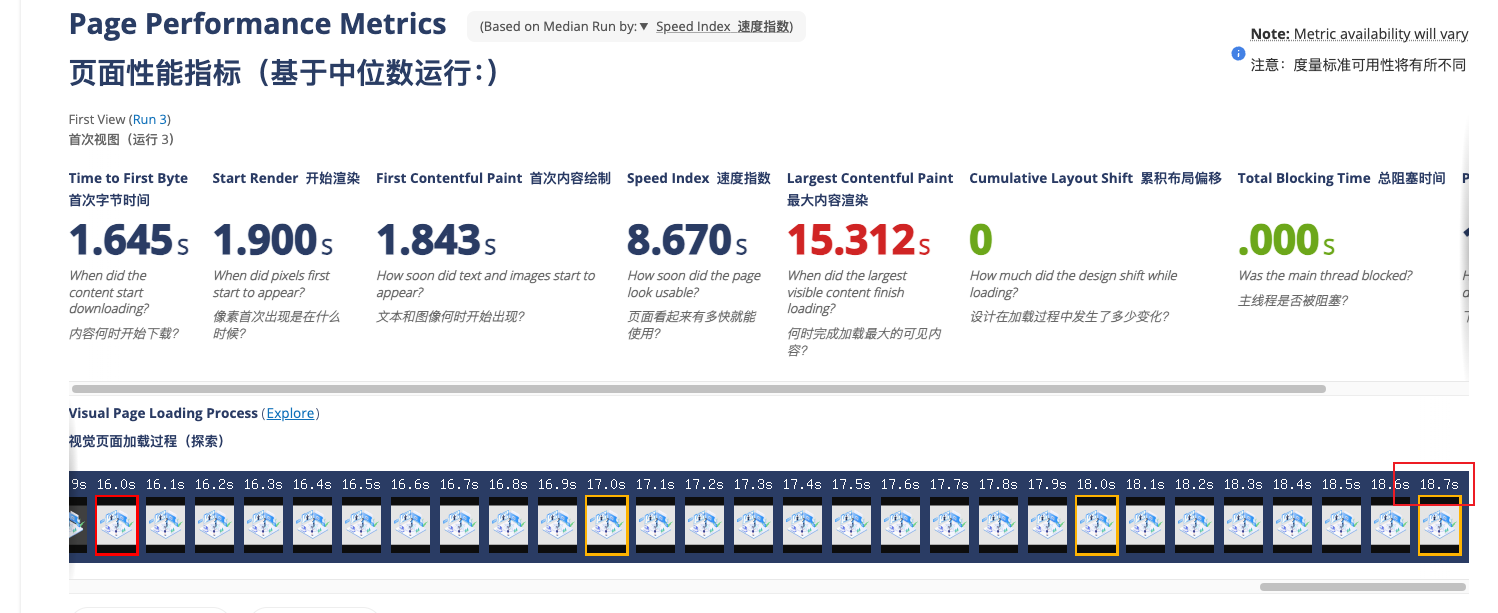 Page Performance Metrics (Based on Median Run by:▼ Speed Index 速度指数)
Note: Metric availability will vary
页面性能指标（基于中位数运行:）
注意：度量标准可用性将有所不同
First View (Run 3)
首次视图（运行 3）
Time to First Byte
首次字节时间
1.645s
When did the
content start
downloading?
内容何时开始下载？
Start Render 开始渲染
1.900s
When did pixels first
start to appear?
像素首次出现是在什么
时候？
First Contentful Paint 首次内容绘制
1.843s
How soon did text and images start to
appear?
文本和图像何时开始出现？
Speed Index 速度指数
8.670s
How soon did the page
look usable?
页面看起来有多快就能
使用？
Largest Contentful Paint
最大内容渲染
15.312s
When did the largest
visible content finish
loading?
何时完成加载最大的可见内
容？
Cumulative Layout Shift 累积布局偏移
0
How much did the design shift while
loading?
设计在加载过程中发生了多少变化？
Total Blocking Time 总阻塞时间
.000s
Was the main thread blocked?
主线程是否被阻塞？
Visual Page Loading Process (Explore)
视觉页面加载过程（探索）
9s 16.0s 16.1s 16.2s 16.3s 16.4s 16.5s 16.6s 16.7s 16.8s 16.9s 17.0s 17.1s 17.2s 17.3s 17.4s 17.5s 17.6s 17.7s 17.8s 17.9s 18.0s 18.1s 18.2s 18.3s 18.4s 18.5s 18.6s 18.7s